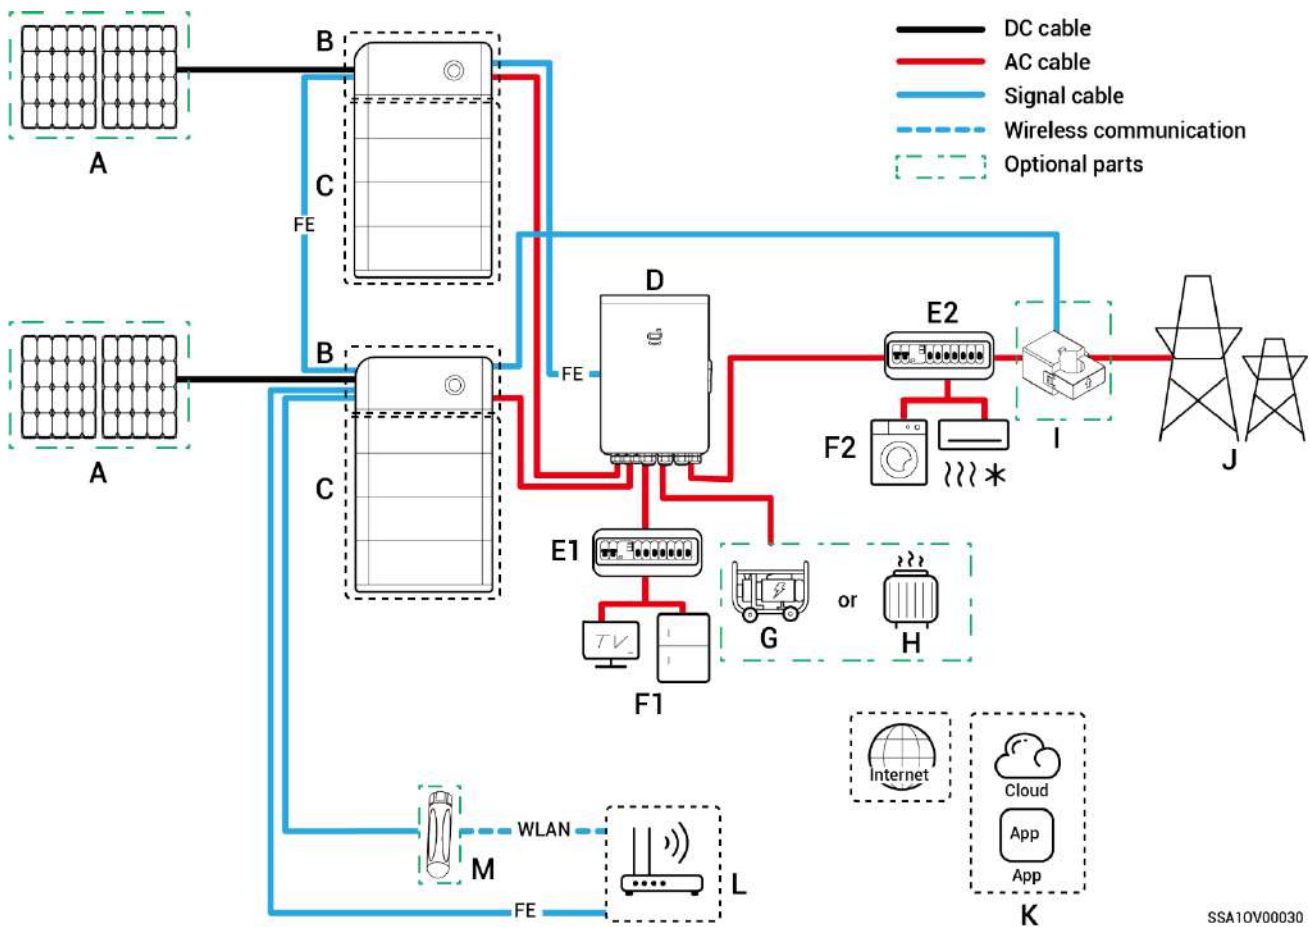 DC cable
AC cable
Signal cable
Wireless communication
Optional parts
B
A
C
FE
D
E2
B
FE
A
C
F2
I
J
E1
or
G
H
TV
F1
Internet
Cloud
App
App
WLAN
M
L
FE
K
SSA10V00030